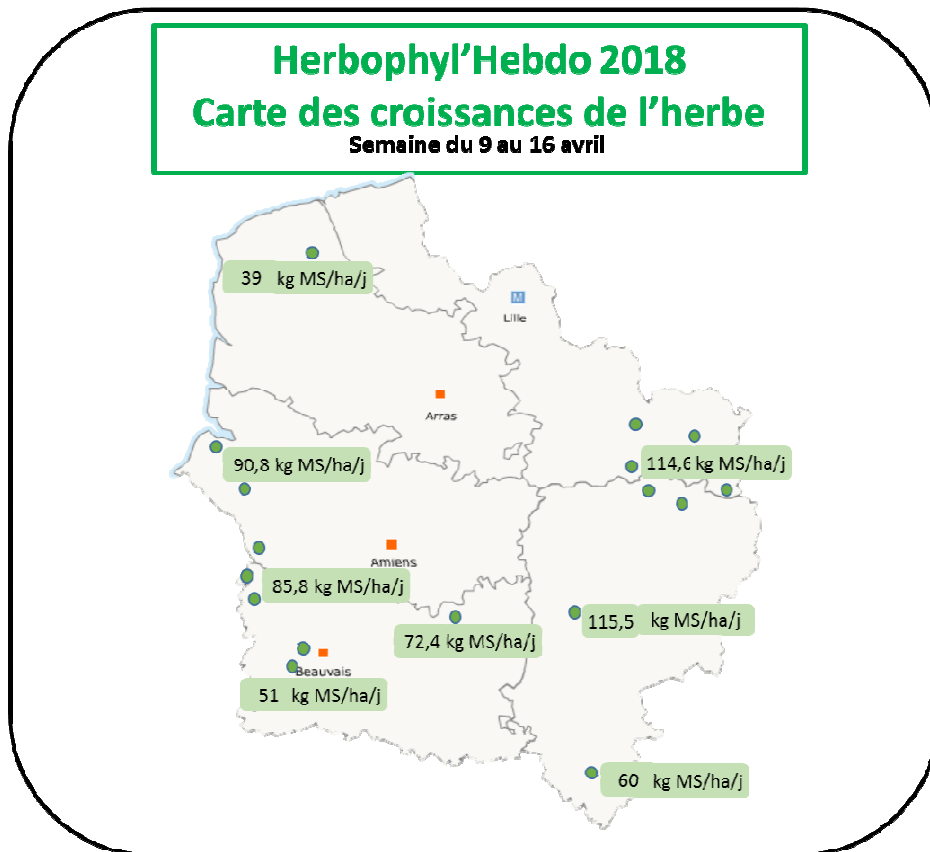 Herbophyl’Hebdo 2018
Carte des croissances de l’herbe
Semaine du 9 au 16 avril
39 kg MS/ha/j
M
Lille
Arras
90,8 kg MS/ha/j
114,6 kg MS/ha/j
Amiens
85,8 kg MS/ha/j
115,5 kg MS/ha/j
72,4 kg MS/ha/j
Beauvais
51 kg MS/ha/j
60 kg MS/ha/j